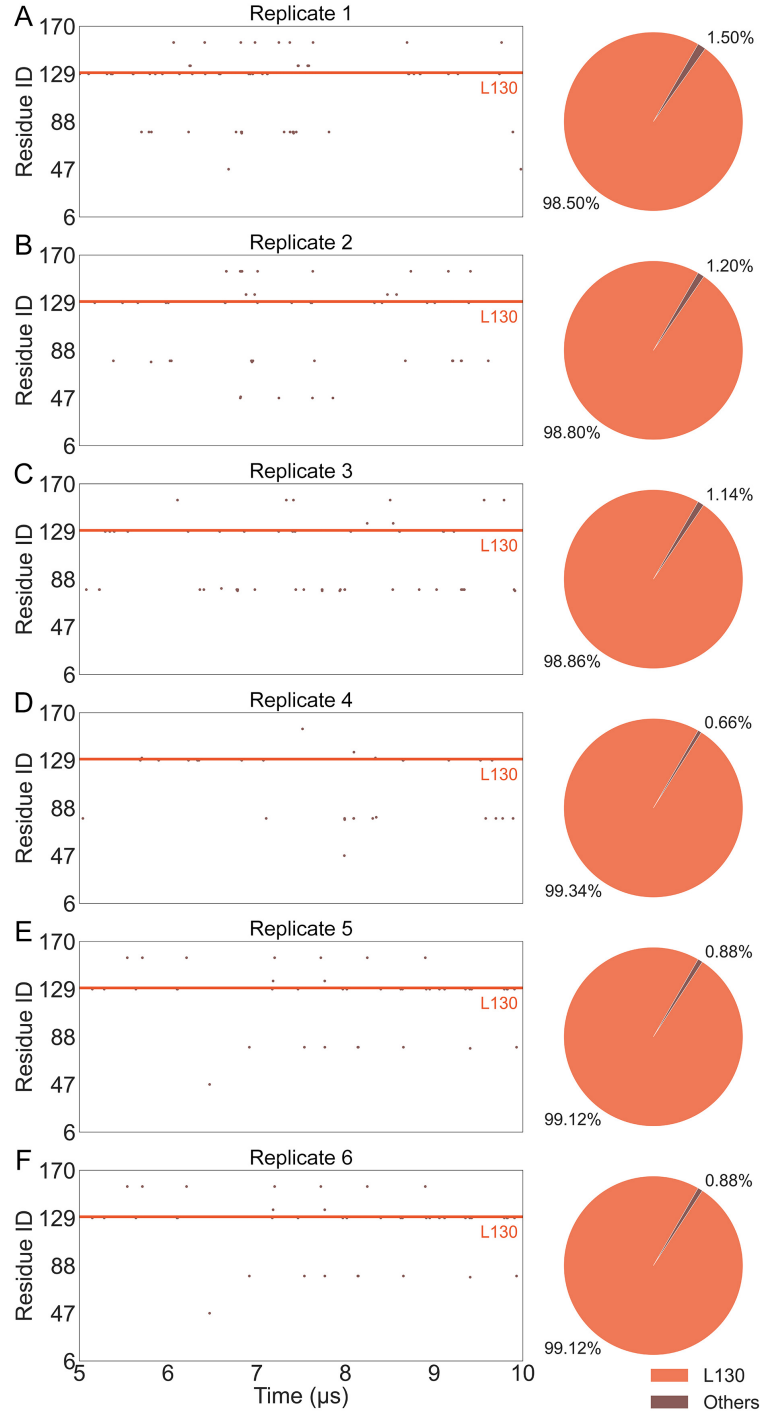 A
Replicate 1
170
129
88
47
6
Residue ID
L130
1.50%
98.50%
B
Replicate 2
170
129
88
47
6
Residue ID
L130
1.20%
98.80%
C
Replicate 3
170
129
88
47
6
Residue ID
L130
1.14%
98.86%
D
Replicate 4
170
129
88
47
6
Residue ID
L130
0.66%
99.34%
E
Replicate 5
170
129
88
47
6
Residue ID
L130
0.88%
99.12%
F
Replicate 6
170
129
88
47
6
Residue ID
L130
0.88%
99.12%
5 6 7 8 9 10
Time (μs)
L130
Others